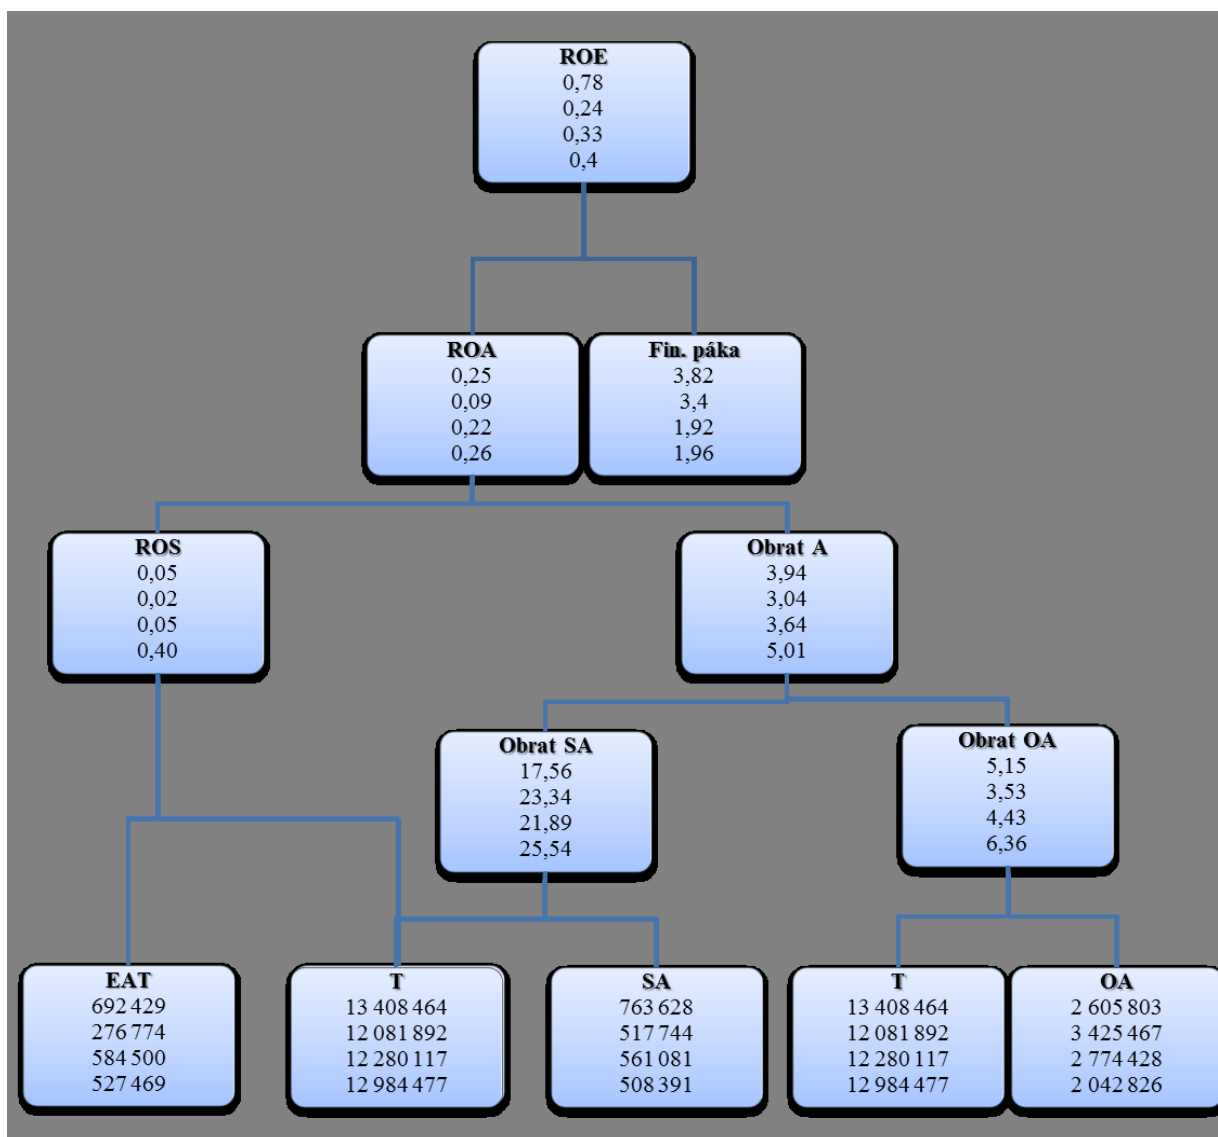 ROE
0,78
0,24
0,33
0,4
ROA
0,25
0,09
0,22
0,26
Fin. páka
3,82
3,4
1,92
1,96
ROS
0,05
0,02
0,05
0,40
Obrat A
3,94
3,04
3,64
5,01
Obrat SA
17,56
23,34
21,89
25,54
Obrat OA
5,15
3,53
4,43
6,36
EAT
692 429
276 774
584 500
527 469
T
13 408 464
12 081 892
12 280 117
12 984 477
SA
763 628
517 744
561 081
508 391
T
13 408 464
12 081 892
12 280 117
12 984 477
OA
2 605 803
3 425 467
2 774 428
2 042 826